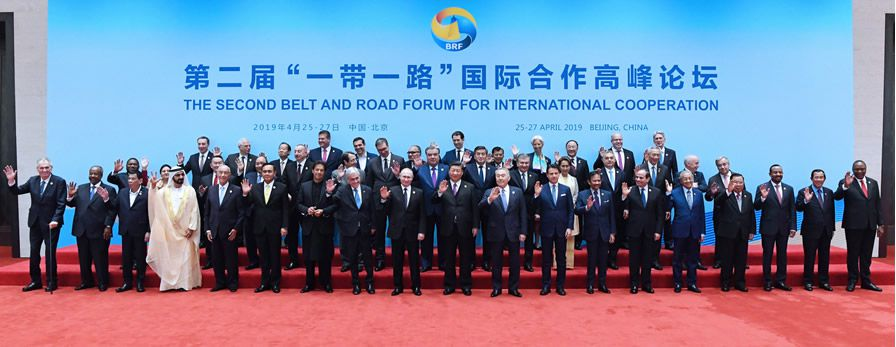 BRF
第二届“一带一路”国际合作高峰论坛
THE SECOND BELT AND ROAD FORUM FOR INTERNATIONAL COOPERATION
2019年4月25-27日 中国·北京 25-27 APRIL 2019 BEIJING, CHINA